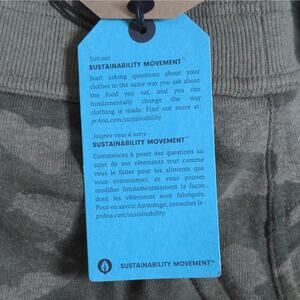 Join our
SUSTAINABILITY MOVEMENT™
Start asking questions about your
clothes in the same way you ask about
the food you eat, and you can
fundamentally change the way
clothing is made. Find out more at:
prAna.com/sustainability
Joignez-vous à notre
SUSTAINABILITY MOVEMENT™
Commencez à poser des questions au
sujet de vos vêtements tout comme
vous le faite pour les aliments que
vous consommez, et vous pouvez
modifier fondamentalement la façon
dont les vêtements sont fabriqués.
Pour en savoir davantage, consultez le :
prAna.com/sustainability
SUSTAINABILITY MOVEMENT™